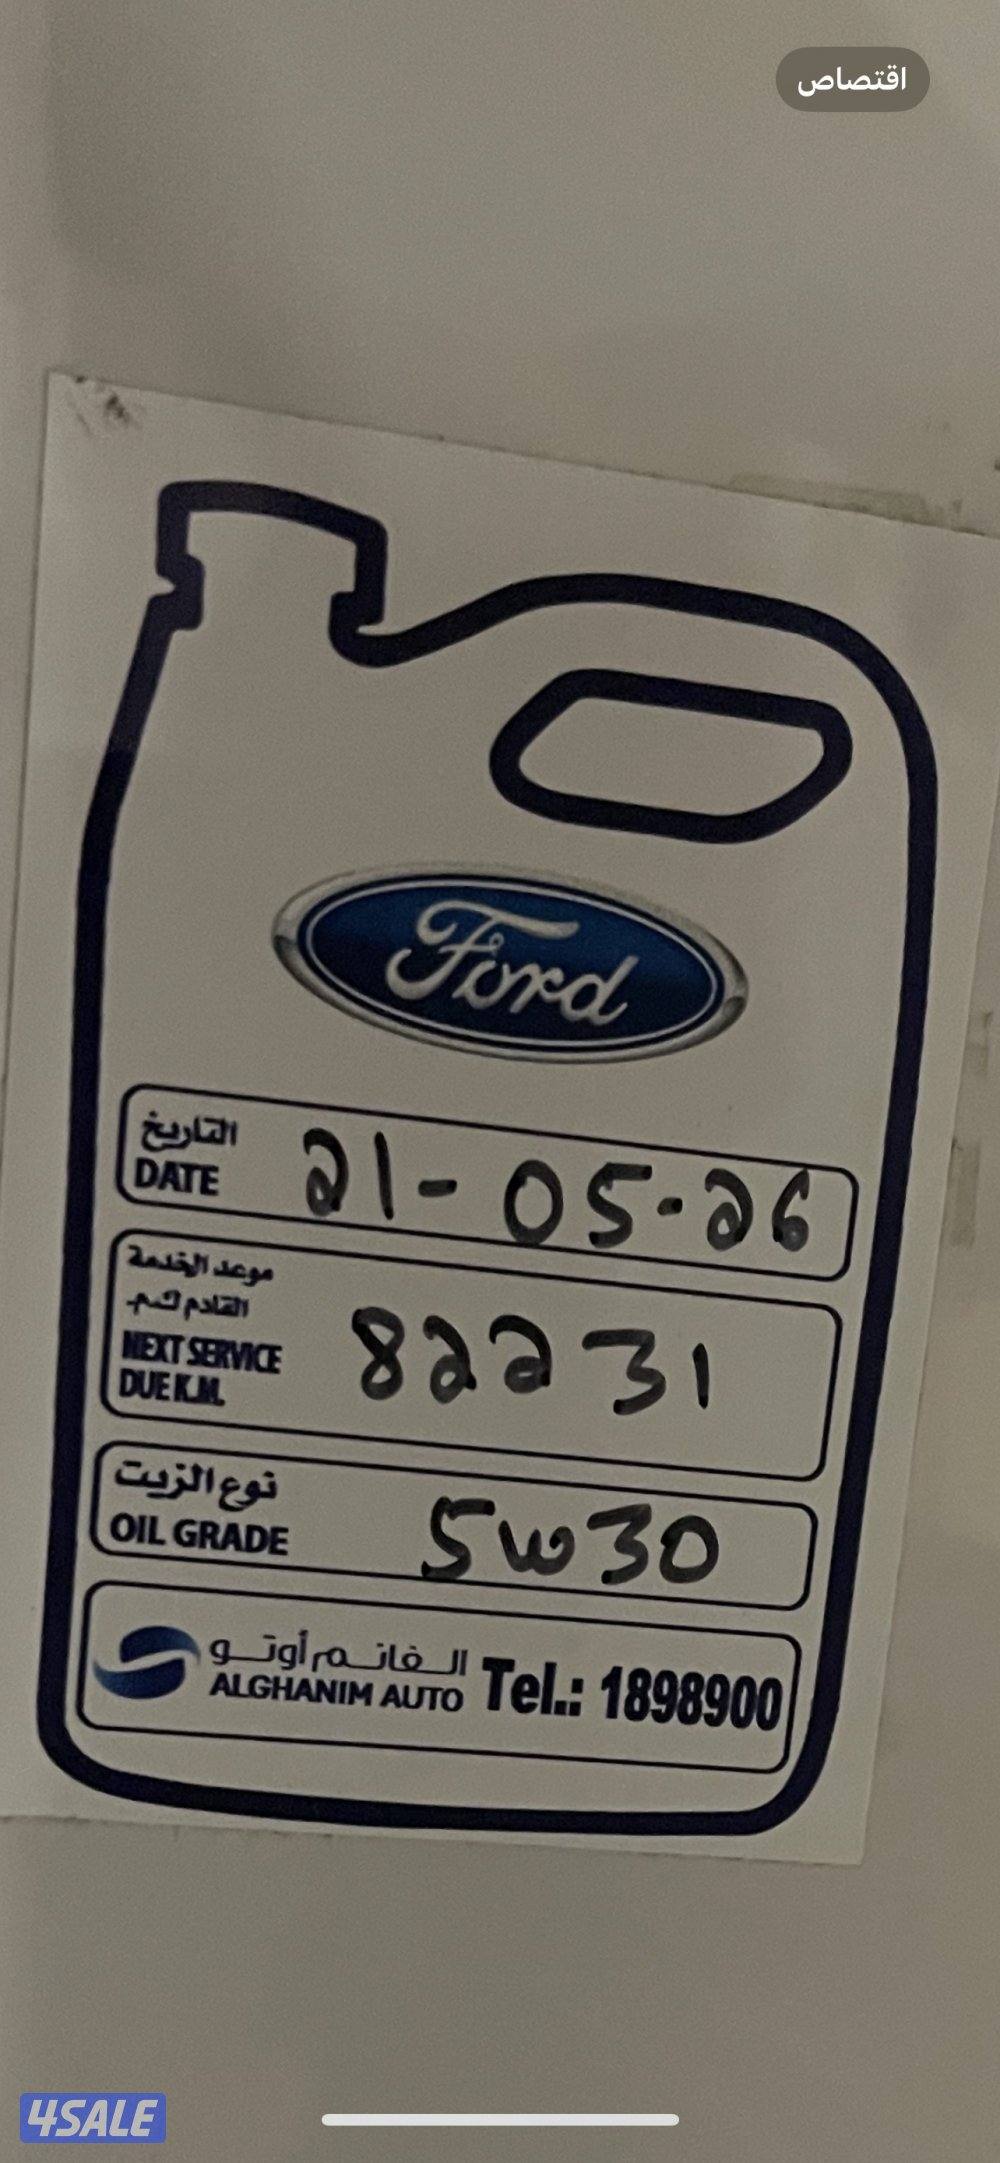 اقتصاص
Ford
التاريخ
DATE 21-05-26
موعد الخدمة
القادم كم.
NEXT SERVICE
DUE K.M. 82231
نوع الزيت
OIL GRADE 5W30
الغانم أوتو
ALGHANIM AUTO Tel.: 1898900
4SALE